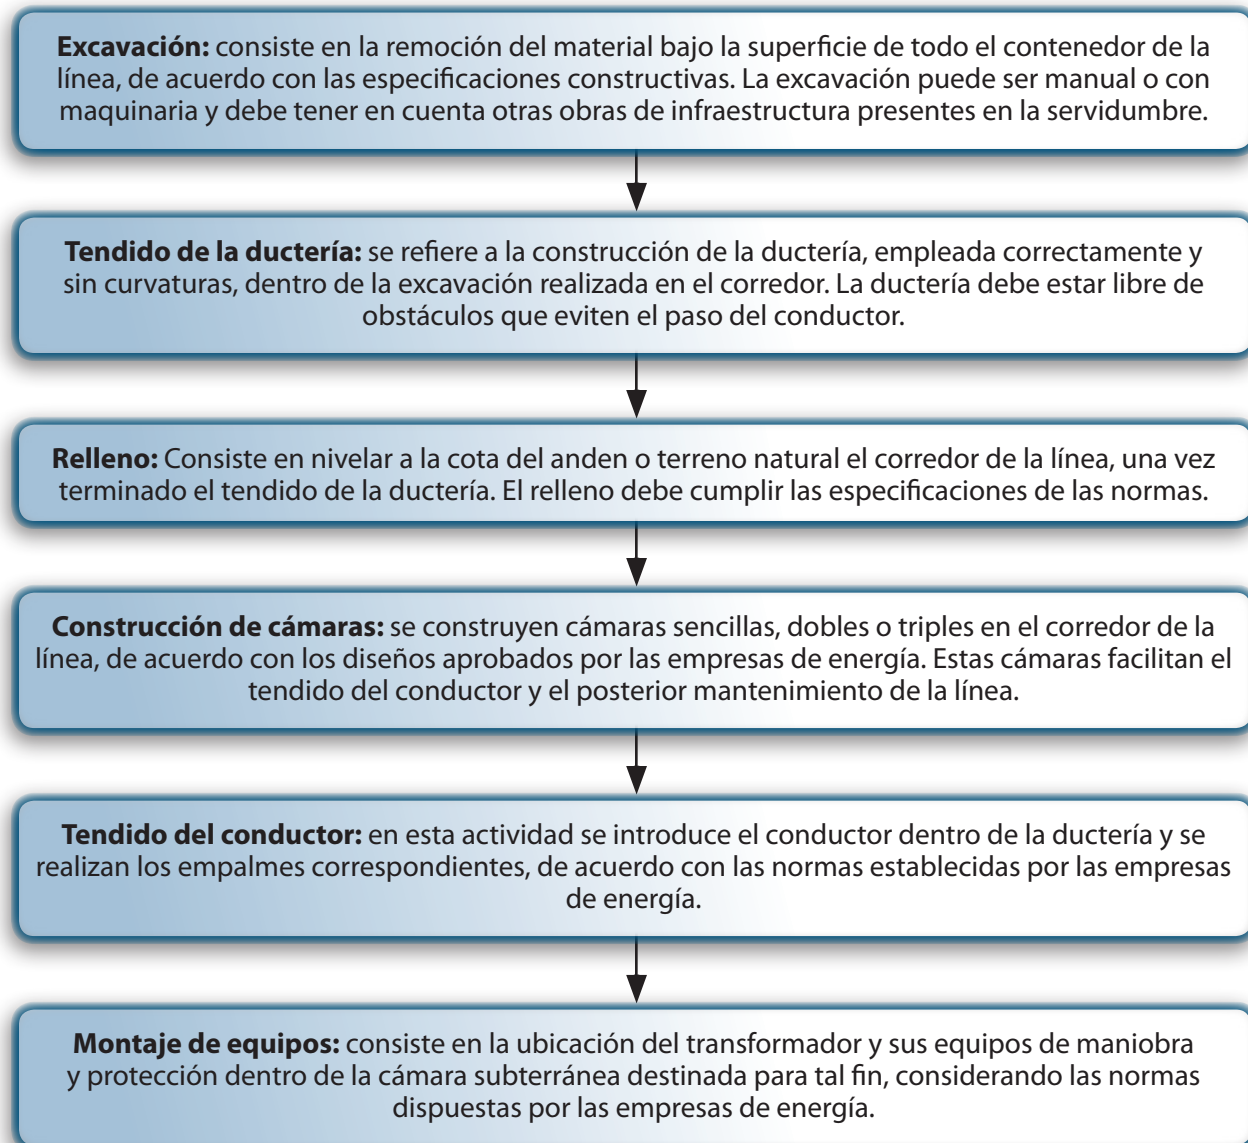 Excavación: consiste en la remoción del material bajo la superficie de todo el contenedor de la
línea, de acuerdo con las especificaciones constructivas. La excavación puede ser manual o con
maquinaria y debe tener en cuenta otras obras de infraestructura presentes en la servidumbre.
Tendido de la ductería: se refiere a la construcción de la ductería, empleada correctamente y
sin curvaturas, dentro de la excavación realizada en el corredor. La ductería debe estar libre de
obstáculos que eviten el paso del conductor.
Relleno: Consiste en nivelar a la cota del anden o terreno natural el corredor de la línea, una vez
terminado el tendido de la ductería. El relleno debe cumplir las especificaciones de las normas.
Construcción de cámaras: se construyen cámaras sencillas, dobles o triples en el corredor de la
línea, de acuerdo con los diseños aprobados por las empresas de energía. Estas cámaras facilitan el
tendido del conductor y el posterior mantenimiento de la línea.
Tendido del conductor: en esta actividad se introduce el conductor dentro de la ductería y se
realizan los empalmes correspondientes, de acuerdo con las normas establecidas por las empresas
de energía.
Montaje de equipos: consiste en la ubicación del transformador y sus equipos de maniobra
y protección dentro de la cámara subterránea destinada para tal fin, considerando las normas
dispuestas por las empresas de energía.